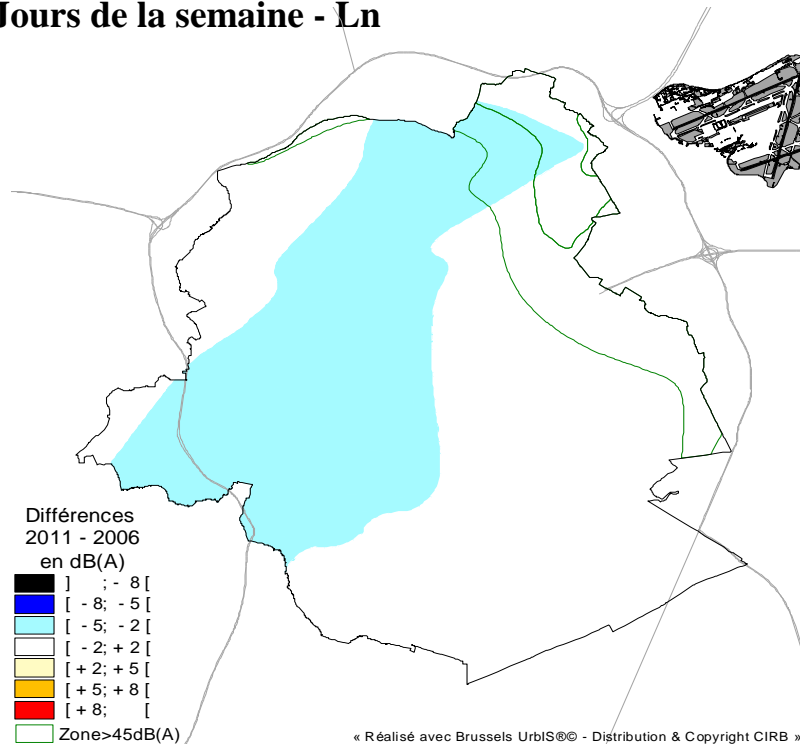 Jours de la semaine - Ln
Différences
2011 - 2006
en dB(A)
] ; - 8 [
[ - 8; - 5 [
[ - 5; - 2 [
[ - 2; + 2 [
[ + 2; + 5 [
[ + 5; + 8 [
[ + 8; [
Zone>45dB(A)
« Réalisé avec Brussels UrbIS®© - Distribution & Copyright CIRB »